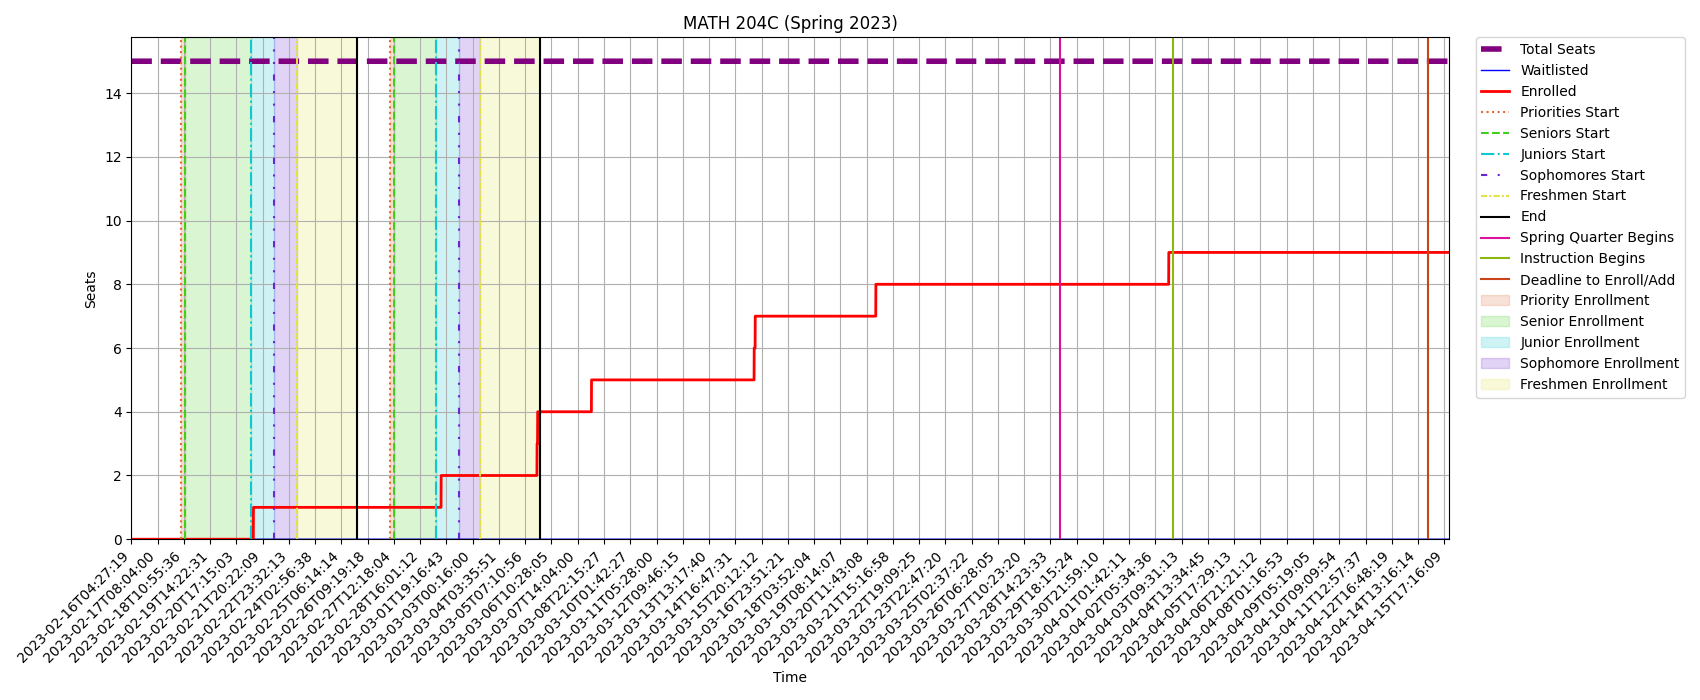 MATH 204C (Spring 2023)
Seats
14
12
10
8
6
4
2
0
2023-02-16T04:27:19
2023-02-17T08:04:00
2023-02-18T10:55:36
2023-02-19T14:22:31
2023-02-20T17:15:03
2023-02-21T20:22:09
2023-02-22T23:32:13
2023-02-24T02:56:38
2023-02-25T06:14:14
2023-02-26T09:19:18
2023-02-27T12:18:04
2023-02-28T16:01:12
2023-03-01T19:16:43
2023-03-03T00:16:00
2023-03-04T03:35:51
2023-03-05T07:10:56
2023-03-06T10:28:05
2023-03-07T14:04:00
2023-03-08T22:15:27
2023-03-10T01:42:27
2023-03-11T05:28:00
2023-03-12T09:46:15
2023-03-13T13:17:40
2023-03-14T16:47:31
2023-03-15T20:12:12
2023-03-16T23:51:21
2023-03-18T03:52:04
2023-03-19T08:14:07
2023-03-20T11:43:08
2023-03-21T15:16:58
2023-03-22T19:09:25
2023-03-23T22:47:20
2023-03-25T02:37:22
2023-03-26T06:28:05
2023-03-27T10:23:20
2023-03-28T14:23:33
2023-03-29T18:15:24
2023-03-30T21:59:10
2023-04-01T01:42:11
2023-04-02T05:34:36
2023-04-03T09:31:13
2023-04-04T13:34:45
2023-04-05T17:29:13
2023-04-06T21:21:12
2023-04-08T01:16:53
2023-04-09T05:19:05
2023-04-10T09:09:54
2023-04-11T12:57:37
2023-04-12T16:48:19
2023-04-14T13:16:14
2023-04-15T17:16:09
Time
Total Seats
Waitlisted
Enrolled
Priorities Start
Seniors Start
Juniors Start
Sophomores Start
Freshmen Start
End
Spring Quarter Begins
Instruction Begins
Deadline to Enroll/Add
Priority Enrollment
Senior Enrollment
Junior Enrollment
Sophomore Enrollment
Freshmen Enrollment